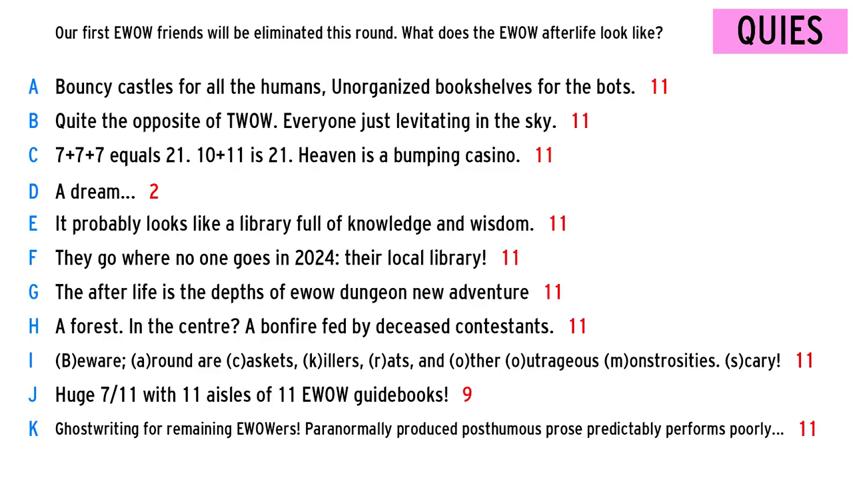 Our first EWOW friends will be eliminated this round. What does the EWOW afterlife look like?
QUIES
A Bouncy castles for all the humans, Unorganized bookshelves for the bots. 11
B Quite the opposite of TWOW. Everyone just levitating in the sky. 11
C 7+7+7 equals 21. 10+11 is 21. Heaven is a bumping casino. 11
D A dream... 2
E It probably looks like a library full of knowledge and wisdom. 11
F They go where no one goes in 2024: their local library! 11
G The after life is the depths of ewow dungeon new adventure 11
H A forest. In the centre? A bonfire fed by deceased contestants. 11
I (B)eware; (a)round are (c)askets, (k)illers, (r)ats, and (o)ther (o)utrageous (m)onstrosities. (s)cary! 11
J Huge 7/11 with 11 aisles of 11 EWOW guidebooks! 9
K Ghostwriting for remaining EWOWers! Paranormally produced posthumous prose predictably performs poorly... 11